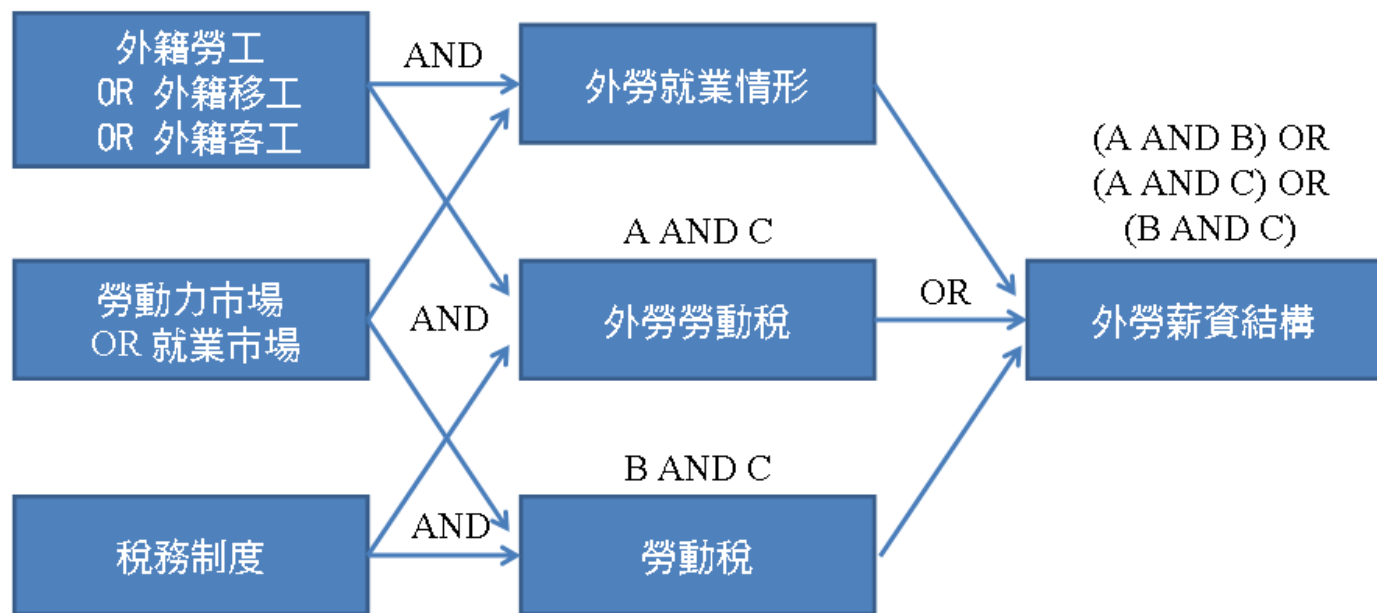 外籍勞工
OR 外籍移工
OR 外籍客工
AND
外勞就業情形
(A AND B) OR
(A AND C) OR
(B AND C)
A AND C
勞動力市場
OR 就業市場
AND
外勞勞動稅
OR
外勞薪資結構
B AND C
稅務制度
AND
勞動稅